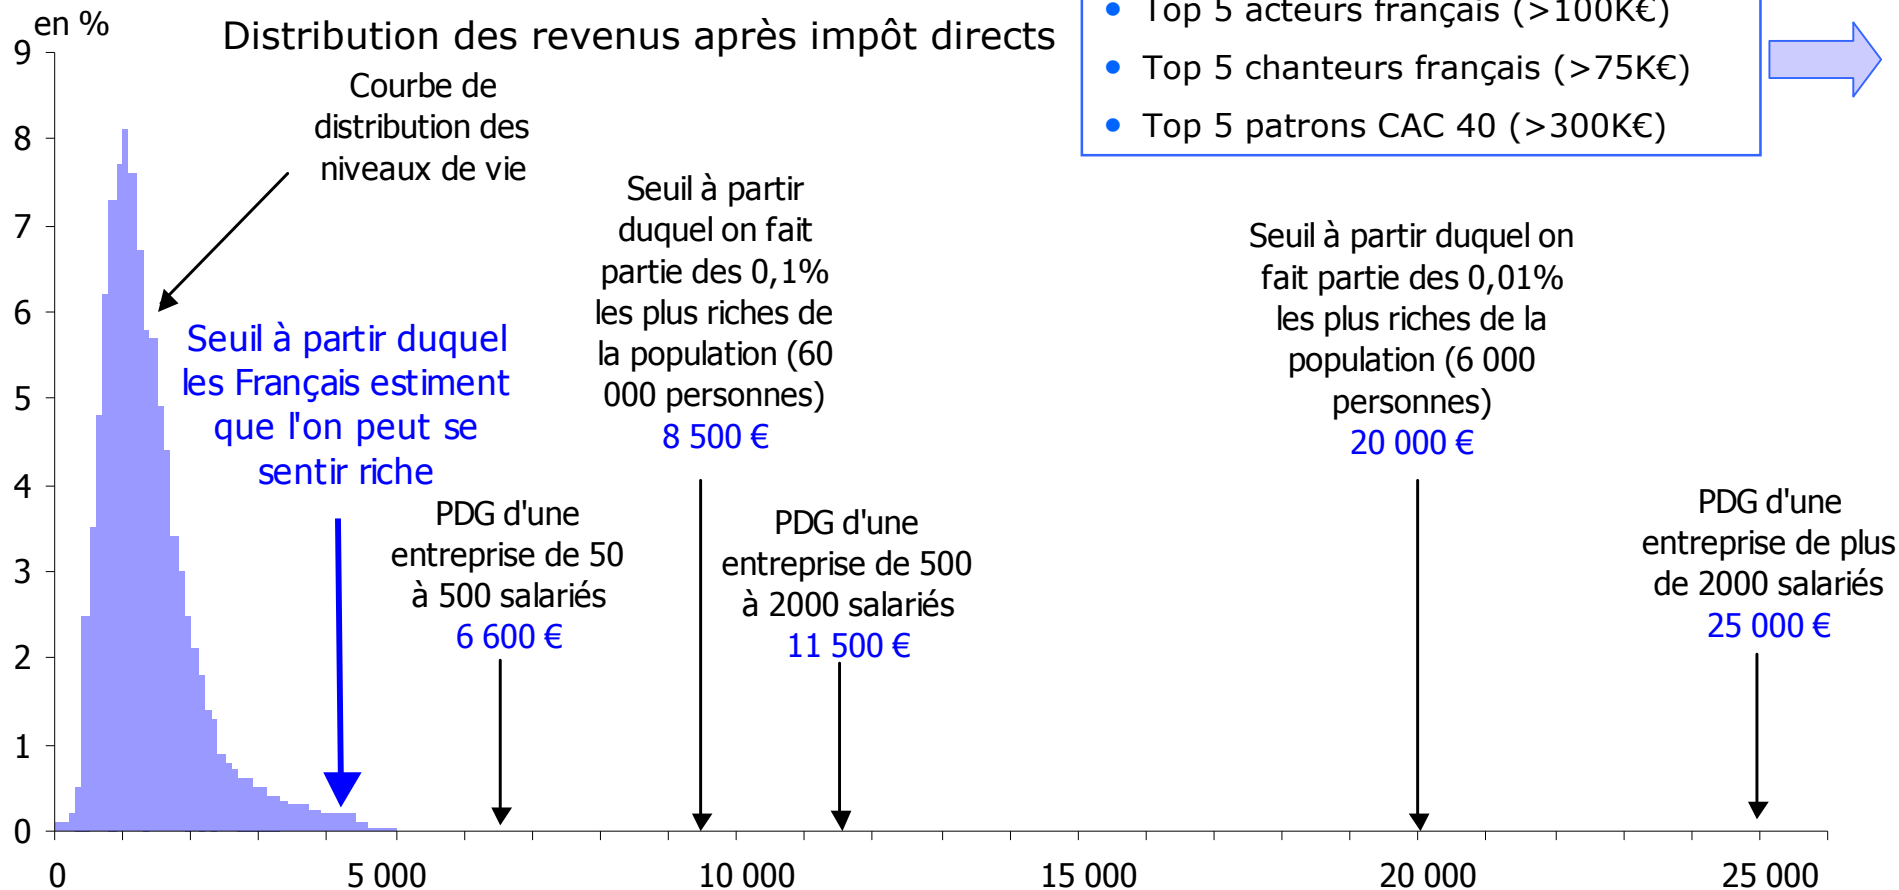 en %
Distribution des revenus après impôt directs
• Top 5 acteurs français (>100K€)
• Top 5 chanteurs français (>75K€)
• Top 5 patrons CAC 40 (>300K€)
Courbe de
distribution des
niveaux de vie
Seuil à partir duquel
les Français estiment
que l'on peut se
sentir riche
PDG d'une
entreprise de 50
à 500 salariés
6 600 €
Seuil à partir
duquel on fait
partie des 0,1%
les plus riches de
la population (60
000 personnes)
8 500 €
PDG d'une
entreprise de 500
à 2000 salariés
11 500 €
Seuil à partir duquel on
fait partie des 0,01%
les plus riches de la
population (6 000
personnes)
20 000 €
PDG d'une
entreprise de plus
de 2000 salariés
25 000 €
9
8
7
6
5
4
3
2
1
0
0
5 000
10 000
15 000
20 000
25 000